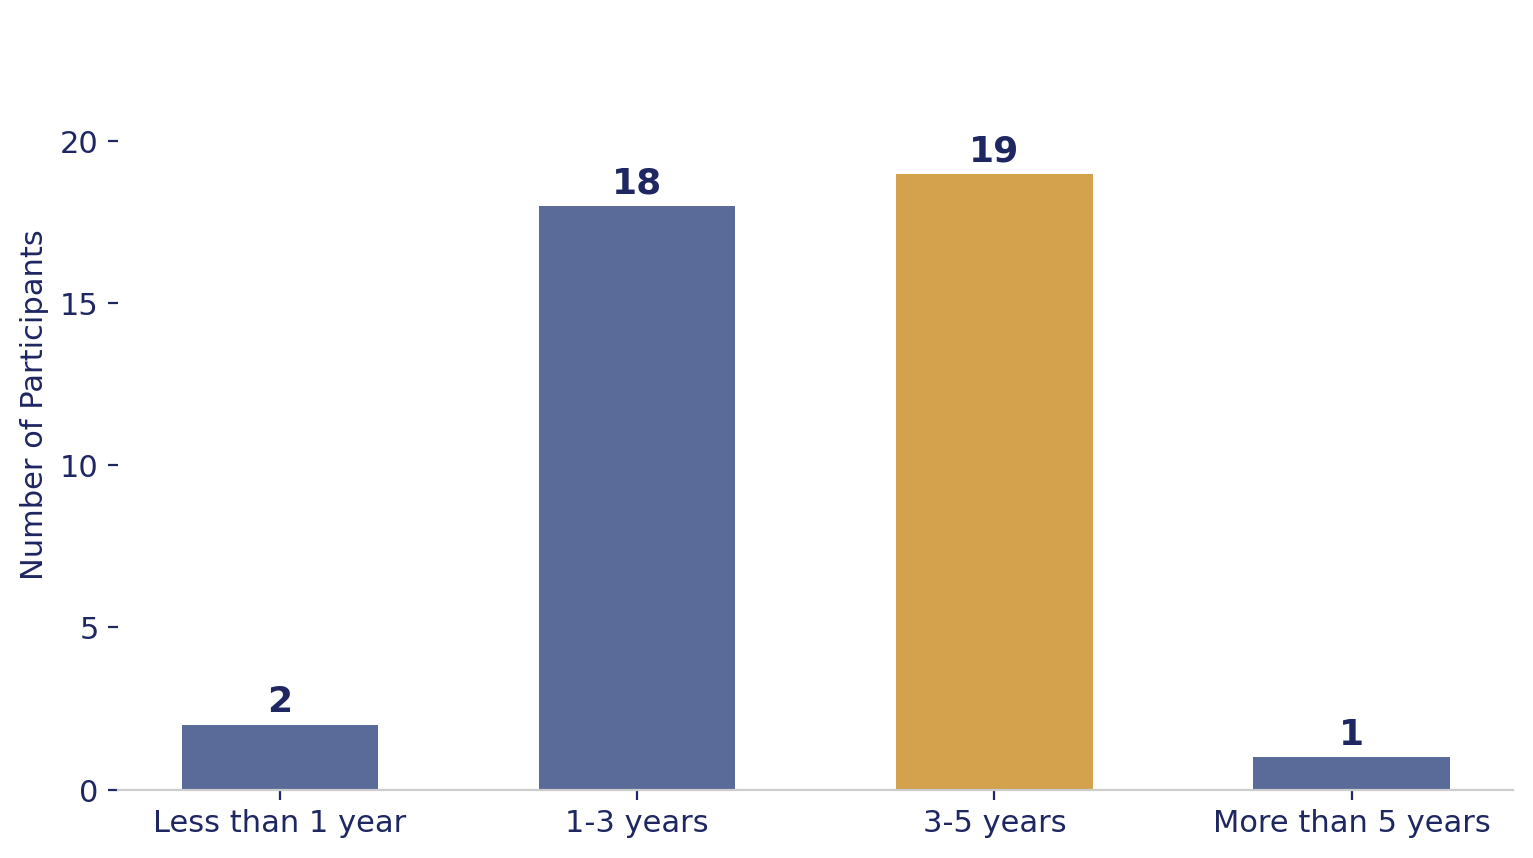 Number of Participants
20
15
10
5
0
2
18
19
1
Less than 1 year
1-3 years
3-5 years
More than 5 years